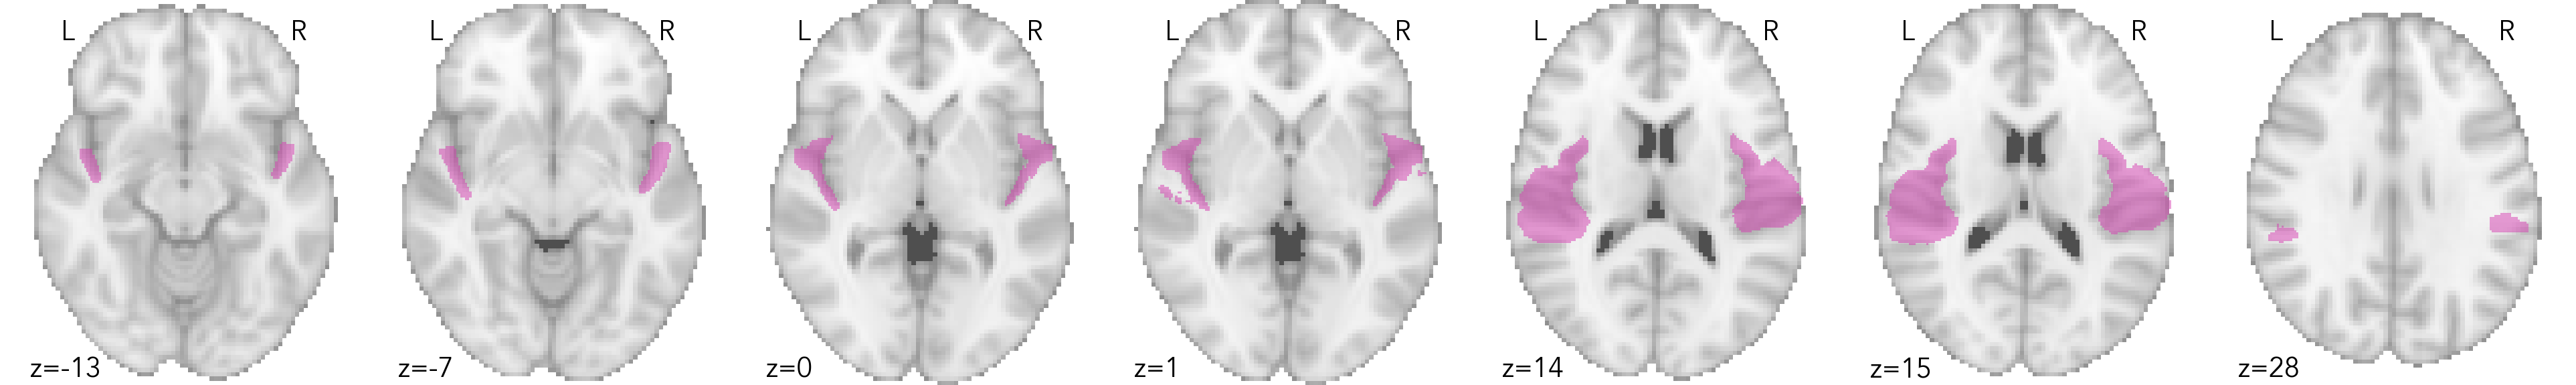 L R L R L R L R L R L R L R
z=-13 z=-7 z=0 z=1 z=14 z=15 z=28